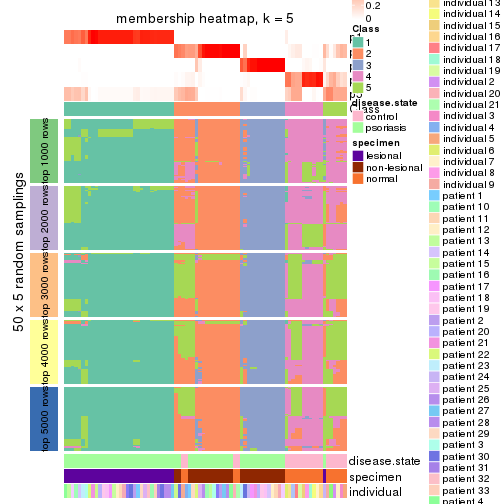 membership heatmap, k = 5
0.2
0
Class
1
2
3
4
5
Class
disease.state
control
psoriasis
specimen
lesional
non-lesional
normal
50 x 5 random samplings
top 1000 rows
top 2000 rows
top 3000 rows
top 4000 rows
top 5000 rows
disease.state
specimen
individual
individual 13
individual 14
individual 15
individual 16
individual 17
individual 18
individual 19
individual 2
individual 20
individual 21
individual 3
individual 4
individual 5
individual 6
individual 7
individual 8
individual 9
patient 1
patient 10
patient 11
patient 12
patient 13
patient 14
patient 15
patient 16
patient 17
patient 18
patient 19
patient 2
patient 20
patient 21
patient 22
patient 23
patient 24
patient 25
patient 26
patient 27
patient 28
patient 29
patient 3
patient 30
patient 31
patient 32
patient 33
patient 4